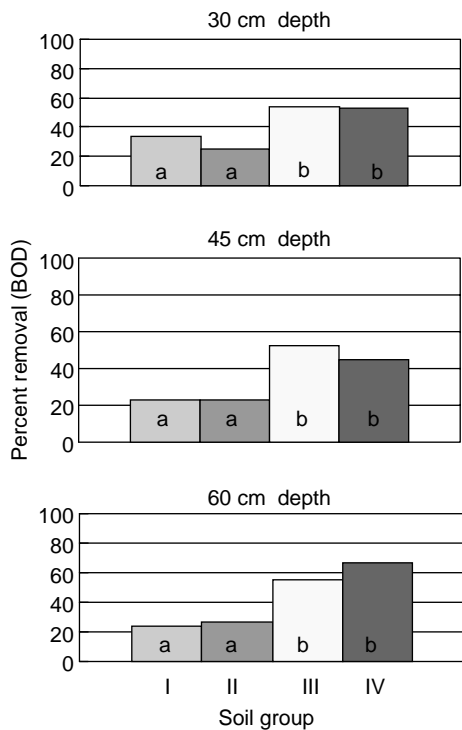 30 cm depth
100
80
60
40
20
0
a a b b
45 cm depth
100
80
60
40
20
0
a a b b
Percent removal (BOD)
60 cm depth
100
80
60
40
20
0
a a b b
I II III IV
Soil group